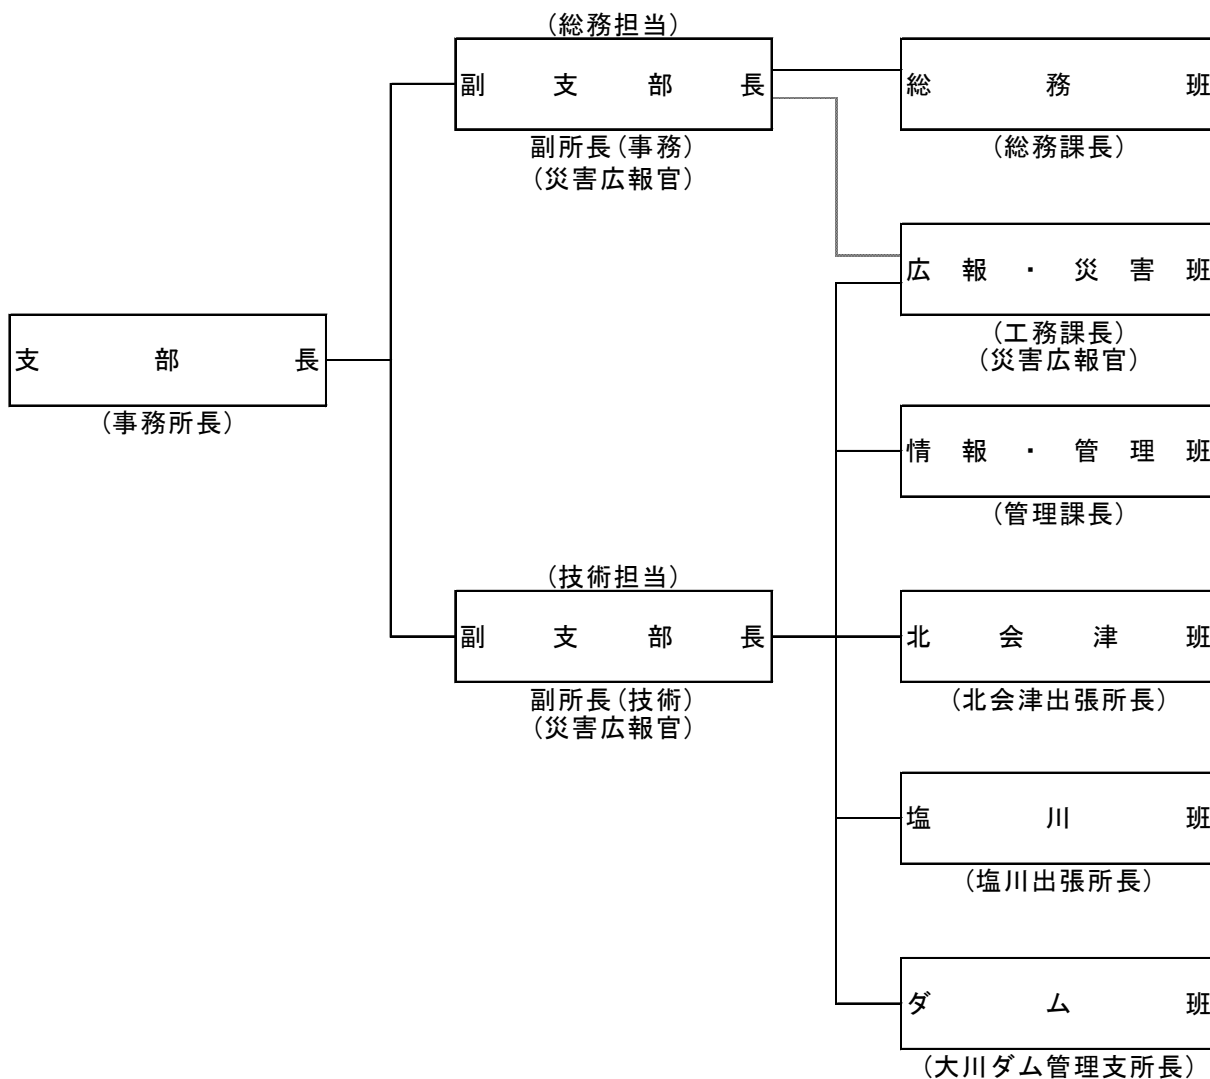 支部長
(事務所長)
(総務担当)
副支部長
副所長(事務)
(災害広報官)
(技術担当)
副支部長
副所長(技術)
(災害広報官)
総務班
(総務課長)
広報・災害班
(工務課長)
(災害広報官)
情報・管理班
(管理課長)
北会津班
(北会津出張所長)
塩川班
(塩川出張所長)
ダム班
(大川ダム管理支所長)